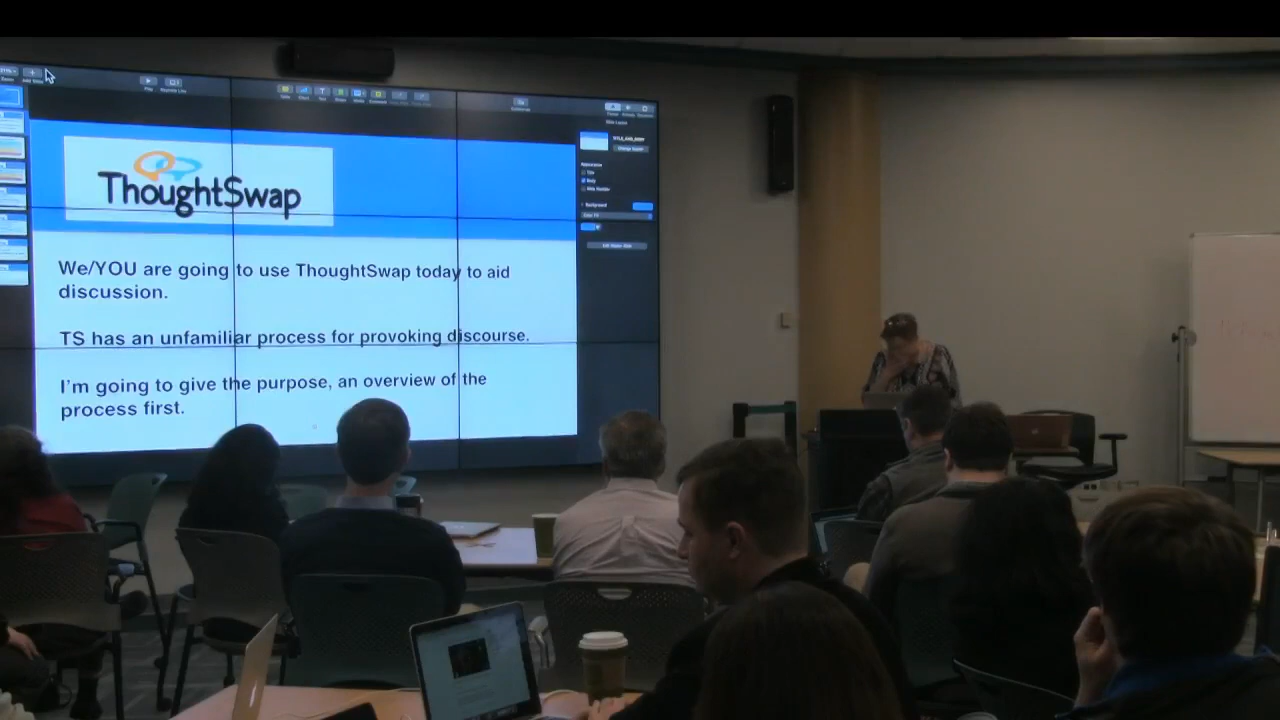 ThoughtSwap
We/YOU are going to use ThoughtSwap today to aid
discussion.
TS has an unfamiliar process for provoking discourse.
I'm going to give the purpose, an overview of the
process first.